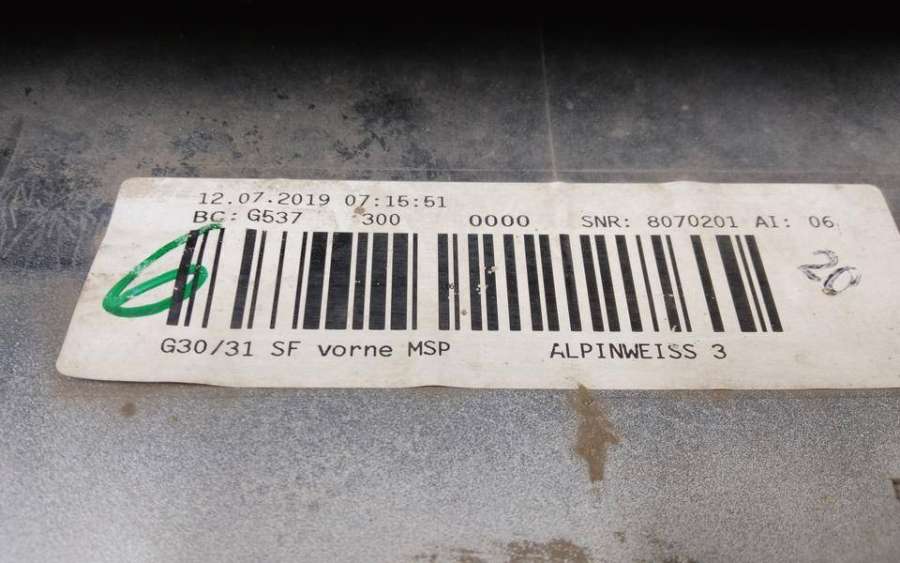 12.07.2019 07:15:51
BC: G537 300 0000 SNR: 8070201 AI: 06
6
20
G30/31 SF vorne MSP ALPINWEISS 3